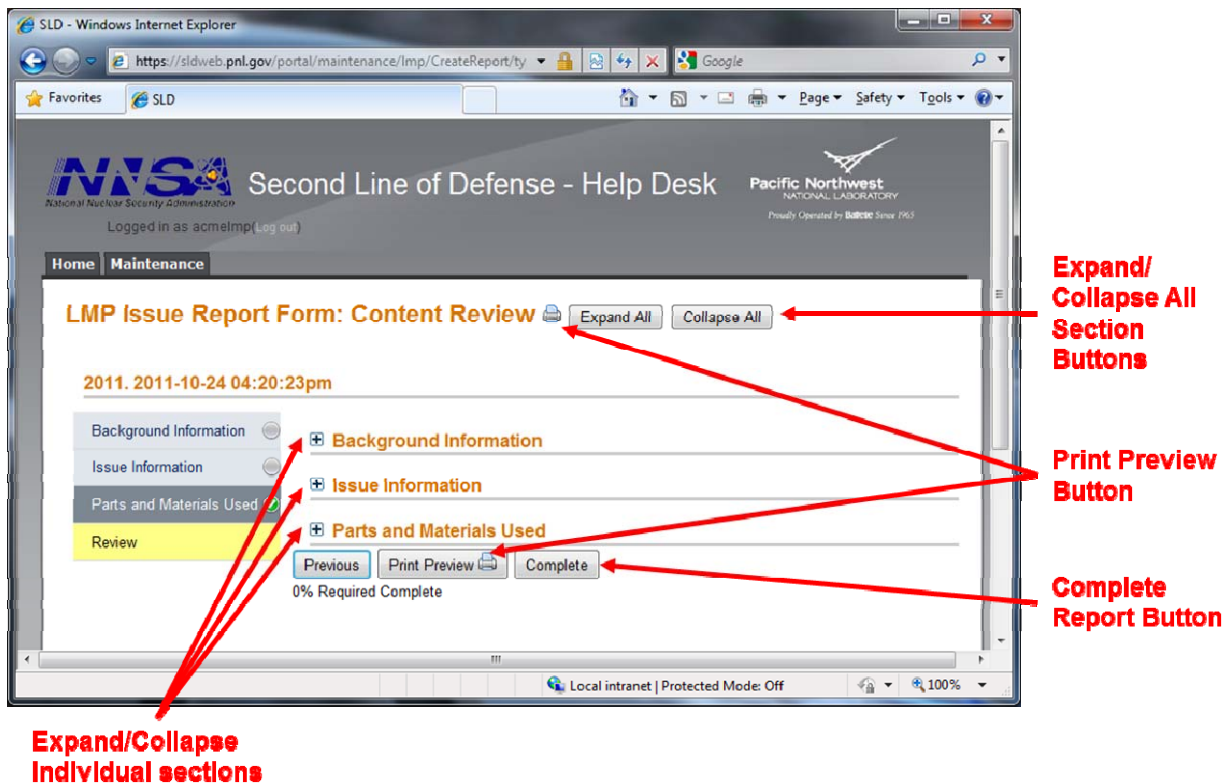 SLD - Windows Internet Explorer
https://sldweb.pnl.gov/portal/maintenance/lmp/CreateReport/ty
Google
Favorites
SLD
Page
Safety
Tools
NNSA
National Nuclear Security Administration
Second Line of Defense - Help Desk
Pacific Northwest
NATIONAL LABORATORY
Proudly Operated by Battelle Since 1965
Logged in as acmelmp(Log out)
Home
Maintenance
LMP Issue Report Form: Content Review
Expand All
Collapse All
2011. 2011-10-24 04:20:23pm
Background Information
Issue Information
Parts and Materials Used
Review
Background Information
Issue Information
Parts and Materials Used
Previous
Print Preview
Complete
0% Required Complete
Local intranet | Protected Mode: Off
100%
Expand/
Collapse All
Section
Buttons
Print Preview
Button
Complete
Report Button
Expand/Collapse
Individual sections